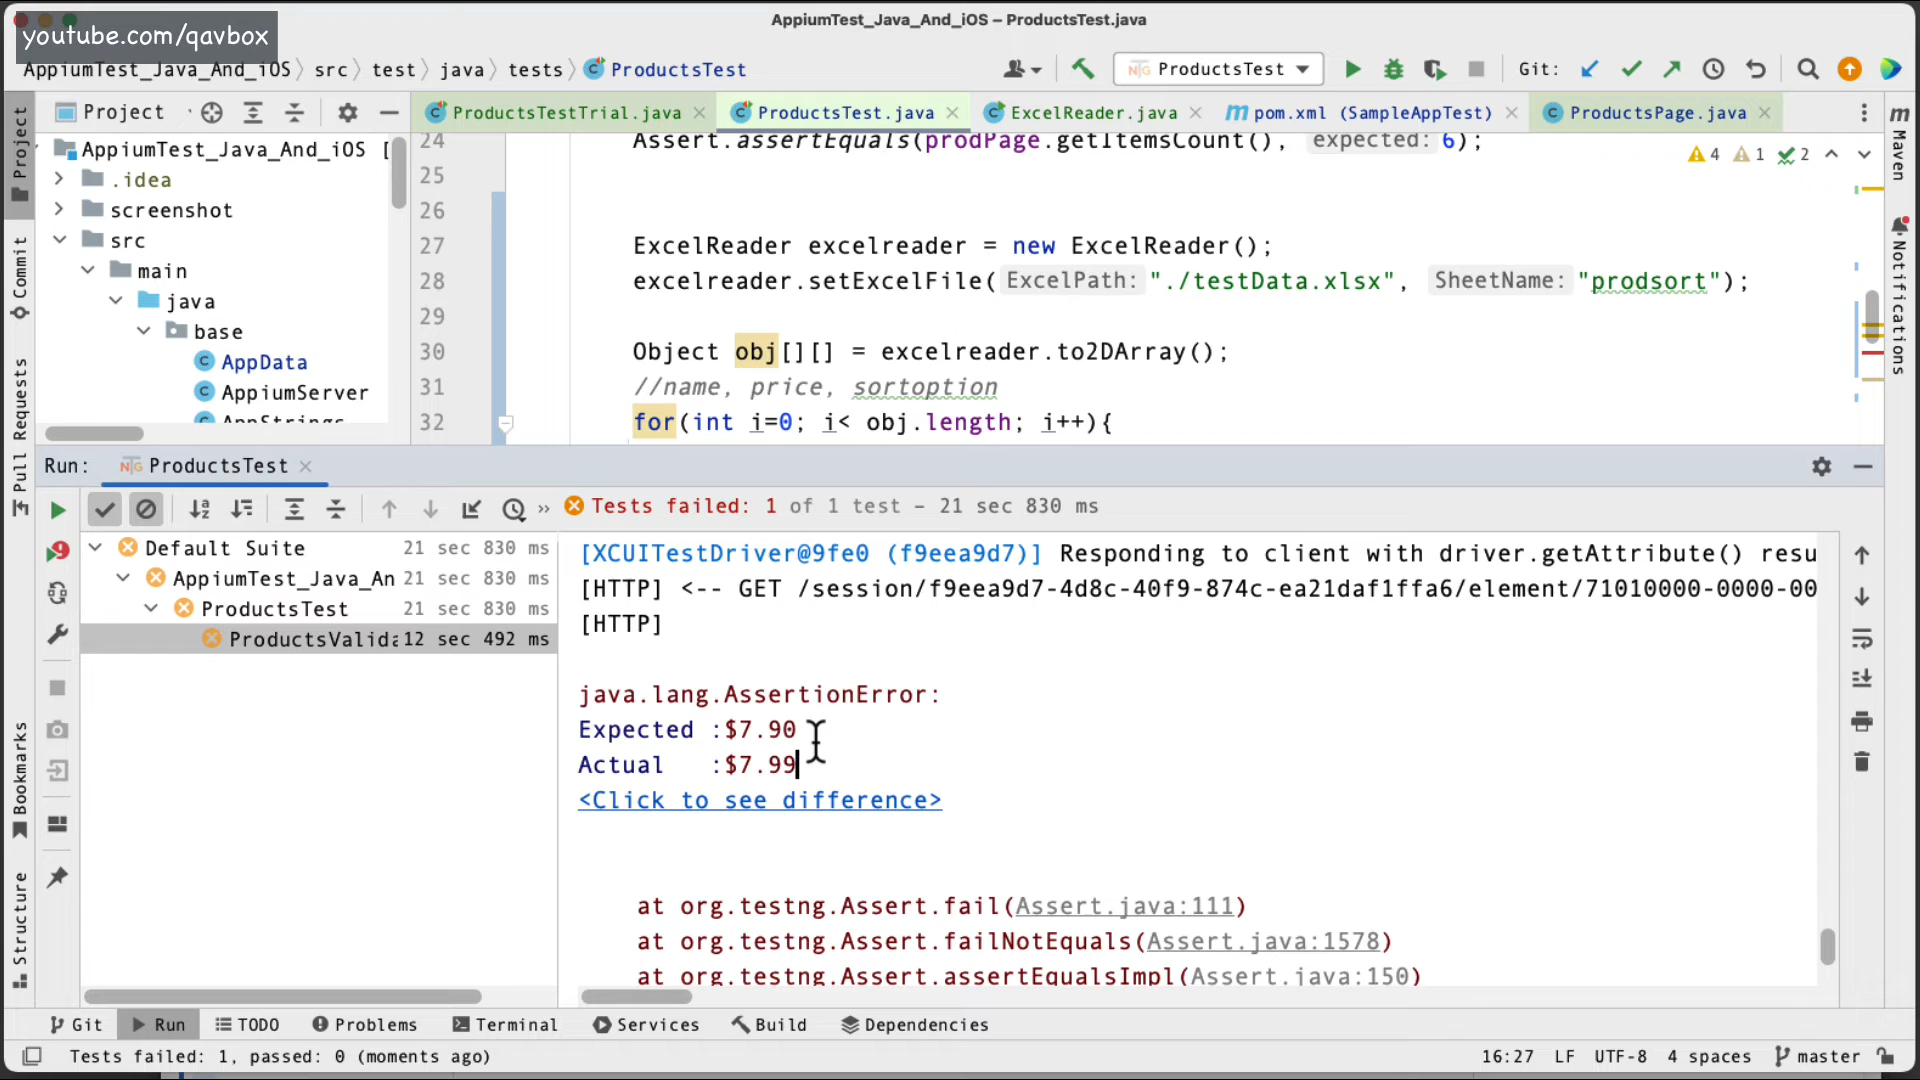 AppiumTest_Java_And_iOS – ProductsTest.java
youtube.com/qavbox
AppiumTest_Java_And_iOS src test java tests ProductsTest
ProductsTest
Git:
Project
ProductsTestTrial.java
ProductsTest.java
ExcelReader.java
pom.xml (SampleAppTest)
ProductsPage.java
Project
Commit
Pull Requests
Bookmarks
Structure
AppiumTest_Java_And_iOS [
.idea
screenshot
src
main
java
base
AppData
AppiumServer
AppStrings
24 Assert.assertEquals(prodPage.getItemsCount(), expected: 6);
25
26
27 ExcelReader excelreader = new ExcelReader();
28 excelreader.setExcelFile( ExcelPath: "./testData.xlsx", SheetName: "prodsort");
29
30 Object obj[][] = excelreader.to2DArray();
31 //name, price, sortoption
32 for(int i=0; i< obj.length; i++){
4 1 2
Maven
Notifications
Run: ProductsTest
Tests failed: 1 of 1 test – 21 sec 830 ms
Default Suite 21 sec 830 ms
AppiumTest_Java_An 21 sec 830 ms
ProductsTest 21 sec 830 ms
ProductsValida 12 sec 492 ms
[XCUITestDriver@9fe0 (f9eea9d7)] Responding to client with driver.getAttribute() resu
[HTTP] <-- GET /session/f9eea9d7-4d8c-40f9-874c-ea21daf1ffa6/element/71010000-0000-00
[HTTP]
java.lang.AssertionError:
Expected :$7.90
Actual :$7.99
<Click to see difference>
at org.testng.Assert.fail(Assert.java:111)
at org.testng.Assert.failNotEquals(Assert.java:1578)
at org.testng.Assert.assertEqualsImpl(Assert.java:150)
Git Run TODO Problems Terminal Services Build Dependencies
Tests failed: 1, passed: 0 (moments ago)
16:27 LF UTF-8 4 spaces master